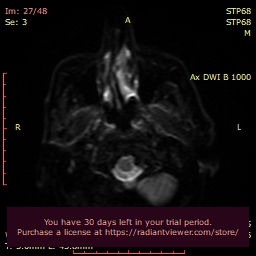 Im: 27/48
Se: 3
A
STP68
STP68
M
Ax DWI B 1000
R
L
You have 30 days left in your trial period.
Purchase a license at https://radiantviewer.com/store/